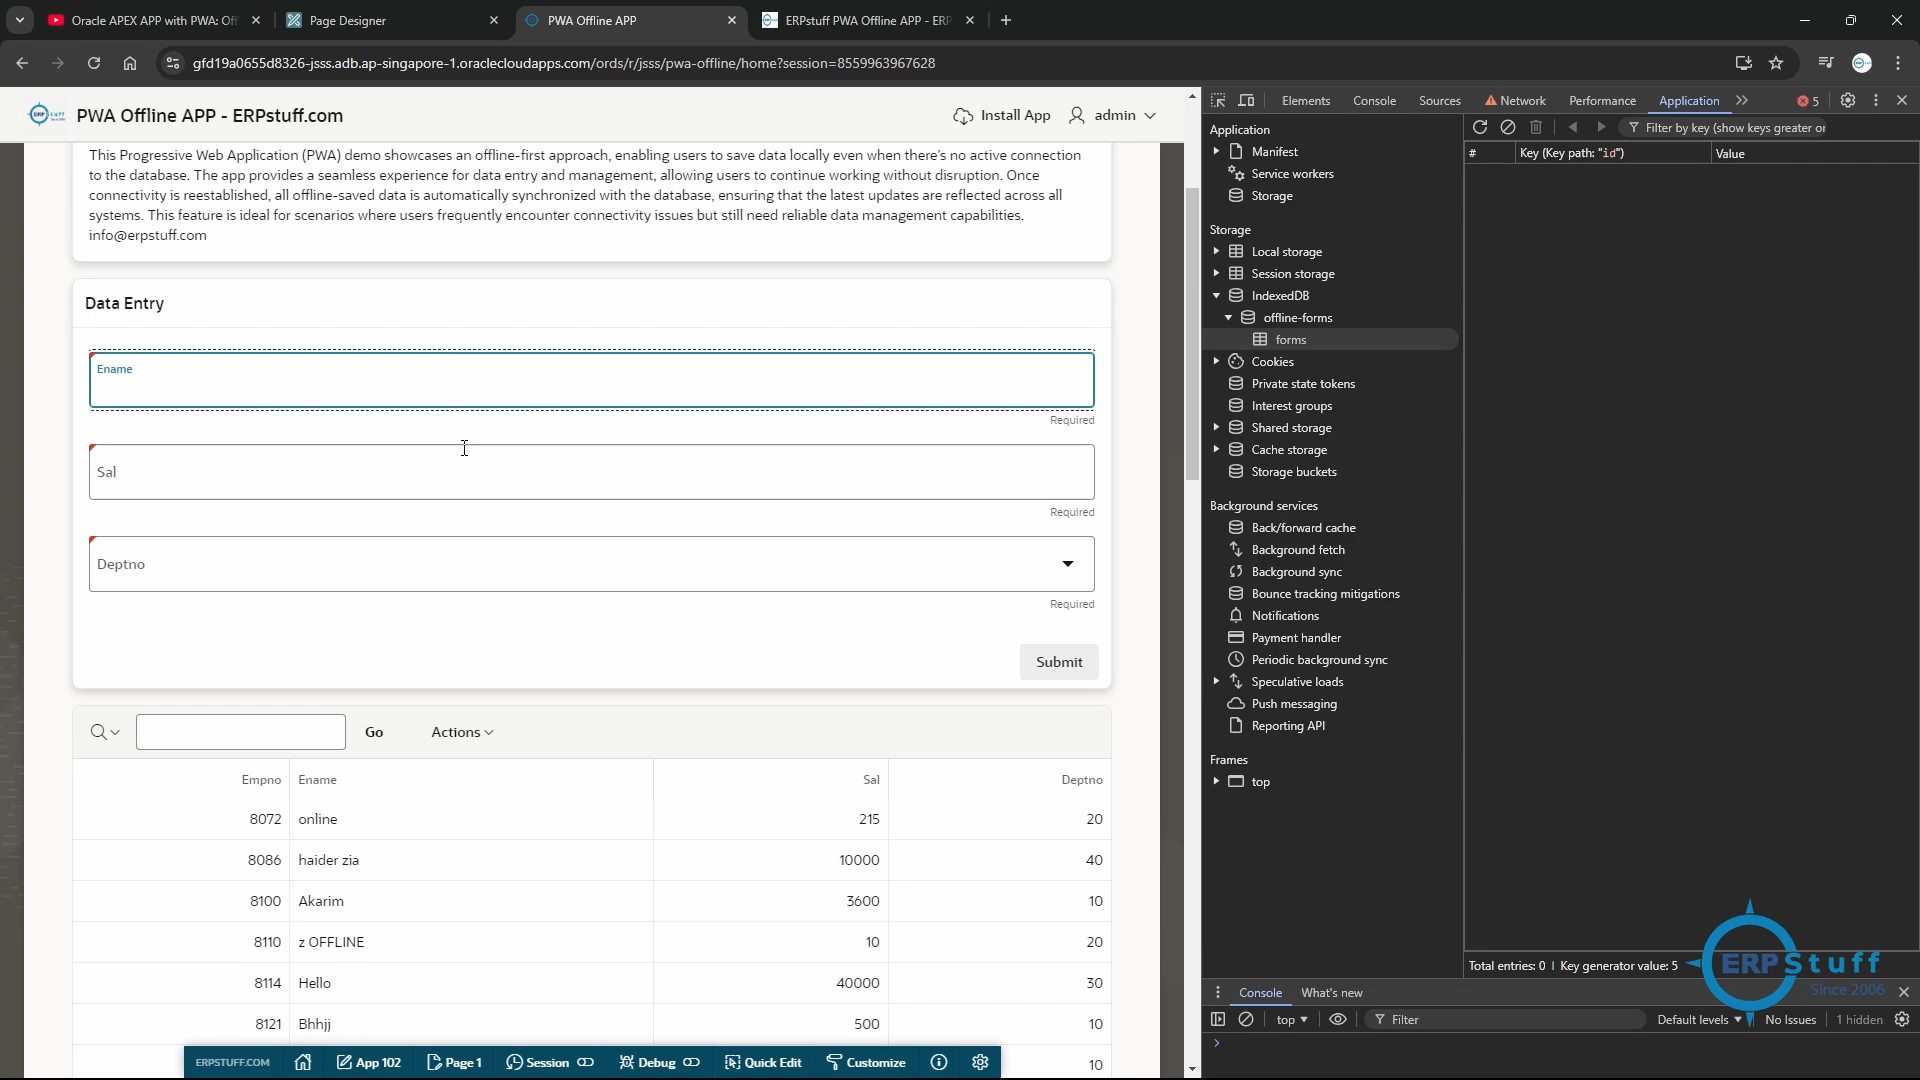 Oracle APEX APP with PWA: Off
Page Designer
PWA Offline APP
ERPstuff PWA Offline APP - ERP
gfd19a0655d8326-jsss.adb.ap-singapore-1.oraclecloudapps.com/ords/r/jsss/pwa-offline/home?session=8559963967628
PWA Offline APP - ERPstuff.com
Install App
admin
This Progressive Web Application (PWA) demo showcases an offline-first approach, enabling users to save data locally even when there's no active connection
to the database. The app provides a seamless experience for data entry and management, allowing users to continue working without disruption. Once
connectivity is reestablished, all offline-saved data is automatically synchronized with the database, ensuring that the latest updates are reflected across all
systems. This feature is ideal for scenarios where users frequently encounter connectivity issues but still need reliable data management capabilities.
info@erpstuff.com
Data Entry
Ename
Required
Sal
Required
Deptno
Required
Submit
Go
Actions
Empno Ename Sal Deptno
8072 online 215 20
8086 haider zia 10000 40
8100 Akarim 3600 10
8110 z OFFLINE 10 20
8114 Hello 40000 30
8121 Bhhjj 500 10
10
ERPSTUFF.COM App 102 Page 1 Session Debug Quick Edit Customize
Elements Console Sources Network Performance Application 5
Application
Manifest
Service workers
Storage
Storage
Local storage
Session storage
IndexedDB
offline-forms
forms
Cookies
Private state tokens
Interest groups
Shared storage
Cache storage
Storage buckets
Background services
Back/forward cache
Background fetch
Background sync
Bounce tracking mitigations
Notifications
Payment handler
Periodic background sync
Speculative loads
Push messaging
Reporting API
Frames
top
Filter by key (show keys greater or
# Key (Key path: "id") Value
Total entries: 0 Key generator value: 5
ERPStuff
Since 2006
Console What's new
top Filter Default levels No Issues 1 hidden